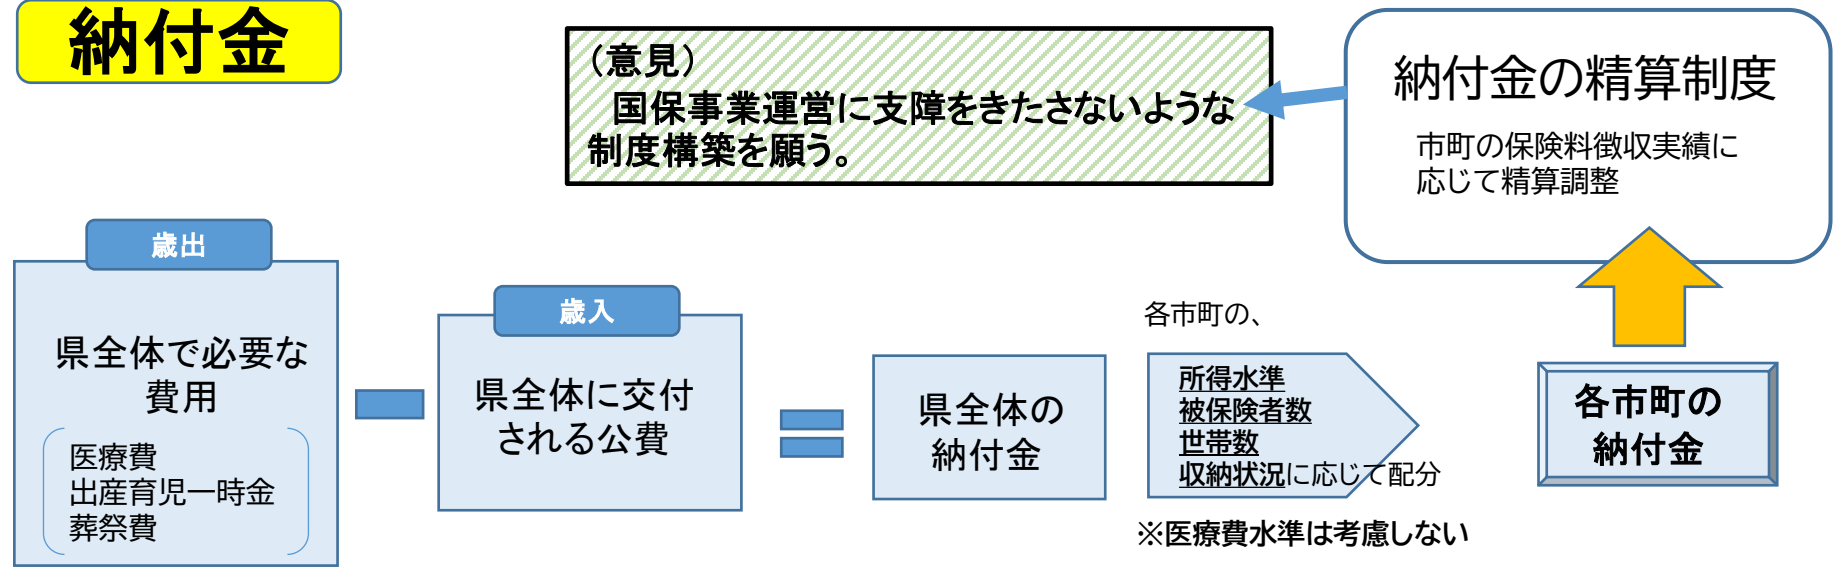 納付金
(意見)
国保事業運営に支障をきたさないような
制度構築を願う。
納付金の精算制度
市町の保険料徴収実績に
応じて精算調整
歳出
県全体で必要な
費用
医療費
出産育児一時金
葬祭費
歳入
県全体に交付
される公費
県全体の
納付金
各市町の、
所得水準
被保険者数
世帯数
収納状況に応じて配分
※医療費水準は考慮しない
各市町の
納付金